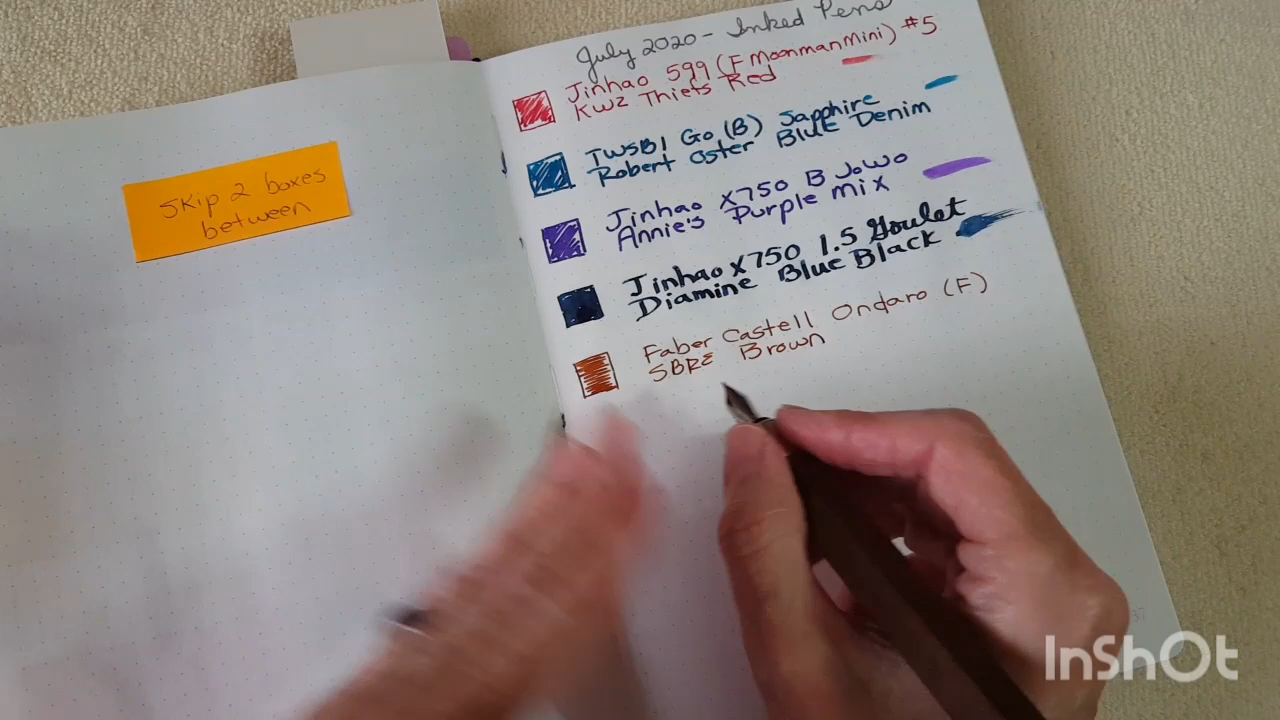 Skip 2 boxes
between
July 2020 - Inked Pens
Jinhao 599 (F Moonman Mini) #5
KWZ Thiefs Red
TWSBI Go (B) Sapphire
Robert Oster Blue Denim
Jinhao X750 B JoWo
Annie's Purple Mix
Jinhao X750 1.5 Goulet
Diamine Blue Black
Faber Castell Ondaro (F)
SBRE Brown
37
InShOt